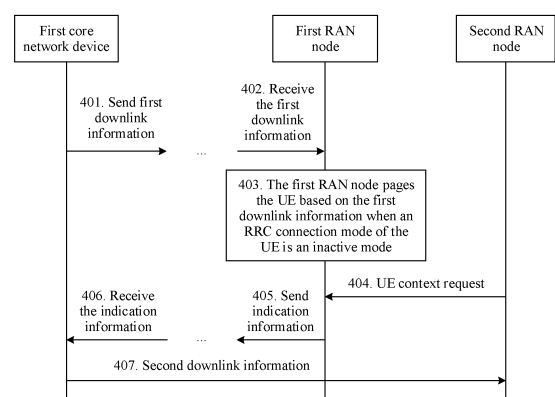 First core
network device
First RAN
node
Second RAN
node
401. Send first
downlink
information
...
402. Receive
the first
downlink
information
403. The first RAN node pages
the UE based on the first
downlink information when an
RRC connection mode of the
UE is an inactive mode
404. UE context request
406. Receive
the indication
information
...
405. Send
indication
information
407. Second downlink information